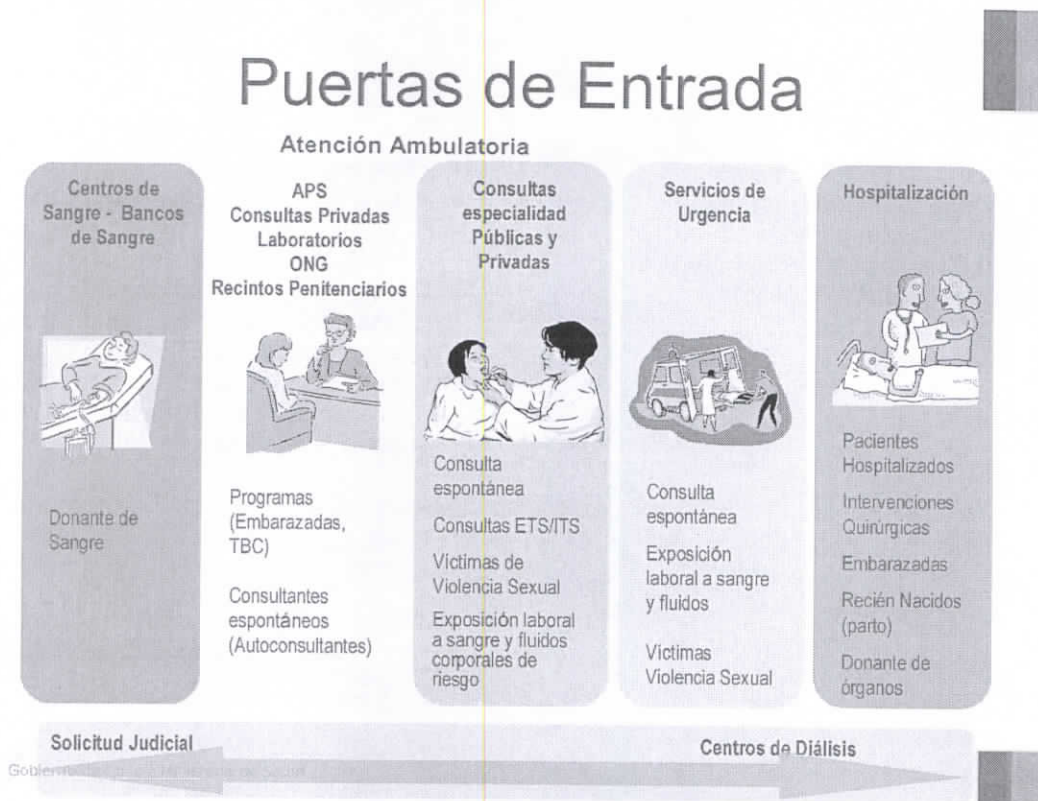 Puertas de Entrada
Atención Ambulatoria
Centros de
Sangre - Bancos
de Sangre
Donante de
Sangre
APS
Consultas Privadas
Laboratorios
ONG
Recintos Penitenciarios
Programas
(Embarazadas,
TBC)
Consultantes
espontáneos
(Autoconsultantes)
Consultas
especialidad
Públicas y
Privadas
Consulta
espontánea
Consultas ETS/ITS
Víctimas de
Violencia Sexual
Exposición laboral
a sangre y fluidos
corporales de
riesgo
Servicios de
Urgencia
Consulta
espontánea
Exposición
laboral a sangre
y fluidos
Victimas
Violencia Sexual
Hospitalización
Pacientes
Hospitalizados
Intervenciones
Quirúrgicas
Embarazadas
Recién Nacidos
(parto)
Donante de
órganos
Solicitud Judicial
Centros de Diálisis